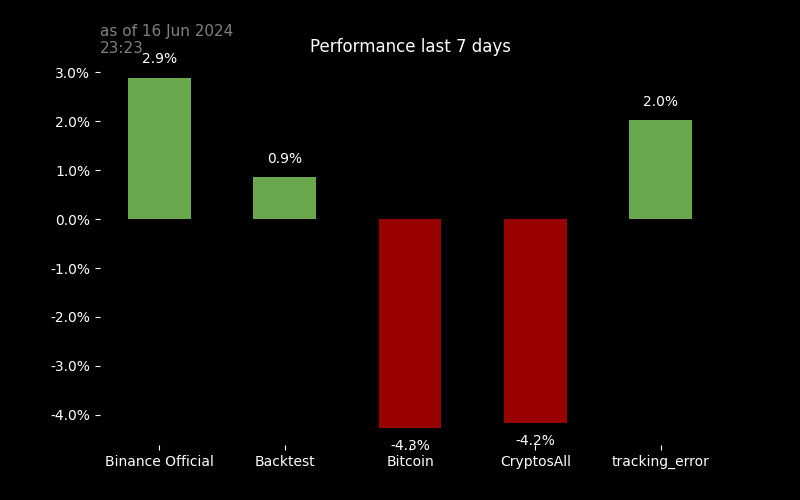 as of 16 Jun 2024
23:23
Performance last 7 days
2.9%
0.9%
2.0%
-4.3%
-4.2%
3.0%
2.0%
1.0%
0.0%
-1.0%
-2.0%
-3.0%
-4.0%
Binance Official
Backtest
Bitcoin
CryptosAll
tracking_error